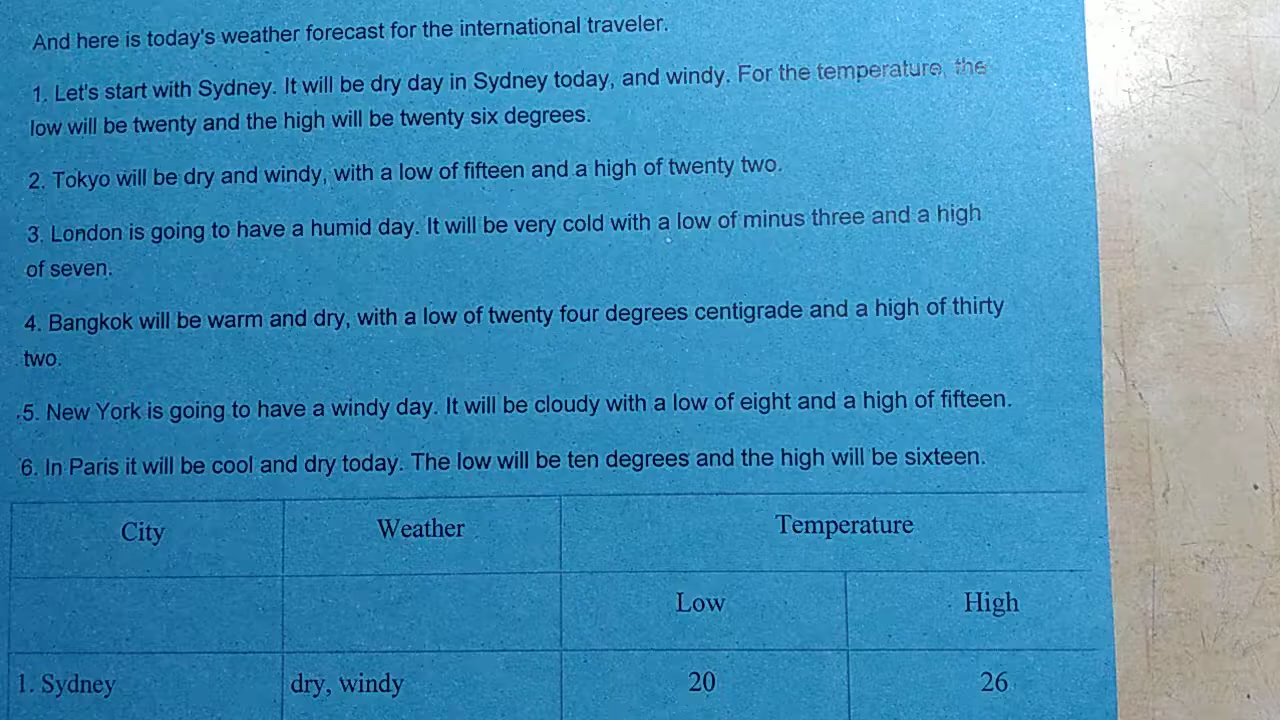 And here is today's weather forecast for the international traveler.
1. Let's start with Sydney. It will be dry day in Sydney today, and windy. For the temperature, the
low will be twenty and the high will be twenty six degrees.
2. Tokyo will be dry and windy, with a low of fifteen and a high of twenty two.
3. London is going to have a humid day. It will be very cold with a low of minus three and a high
of seven.
4. Bangkok will be warm and dry, with a low of twenty four degrees centigrade and a high of thirty
two.
5. New York is going to have a windy day. It will be cloudy with a low of eight and a high of fifteen.
6. In Paris it will be cool and dry today. The low will be ten degrees and the high will be sixteen.
City Weather Temperature
Low High
1. Sydney dry, windy 20 26